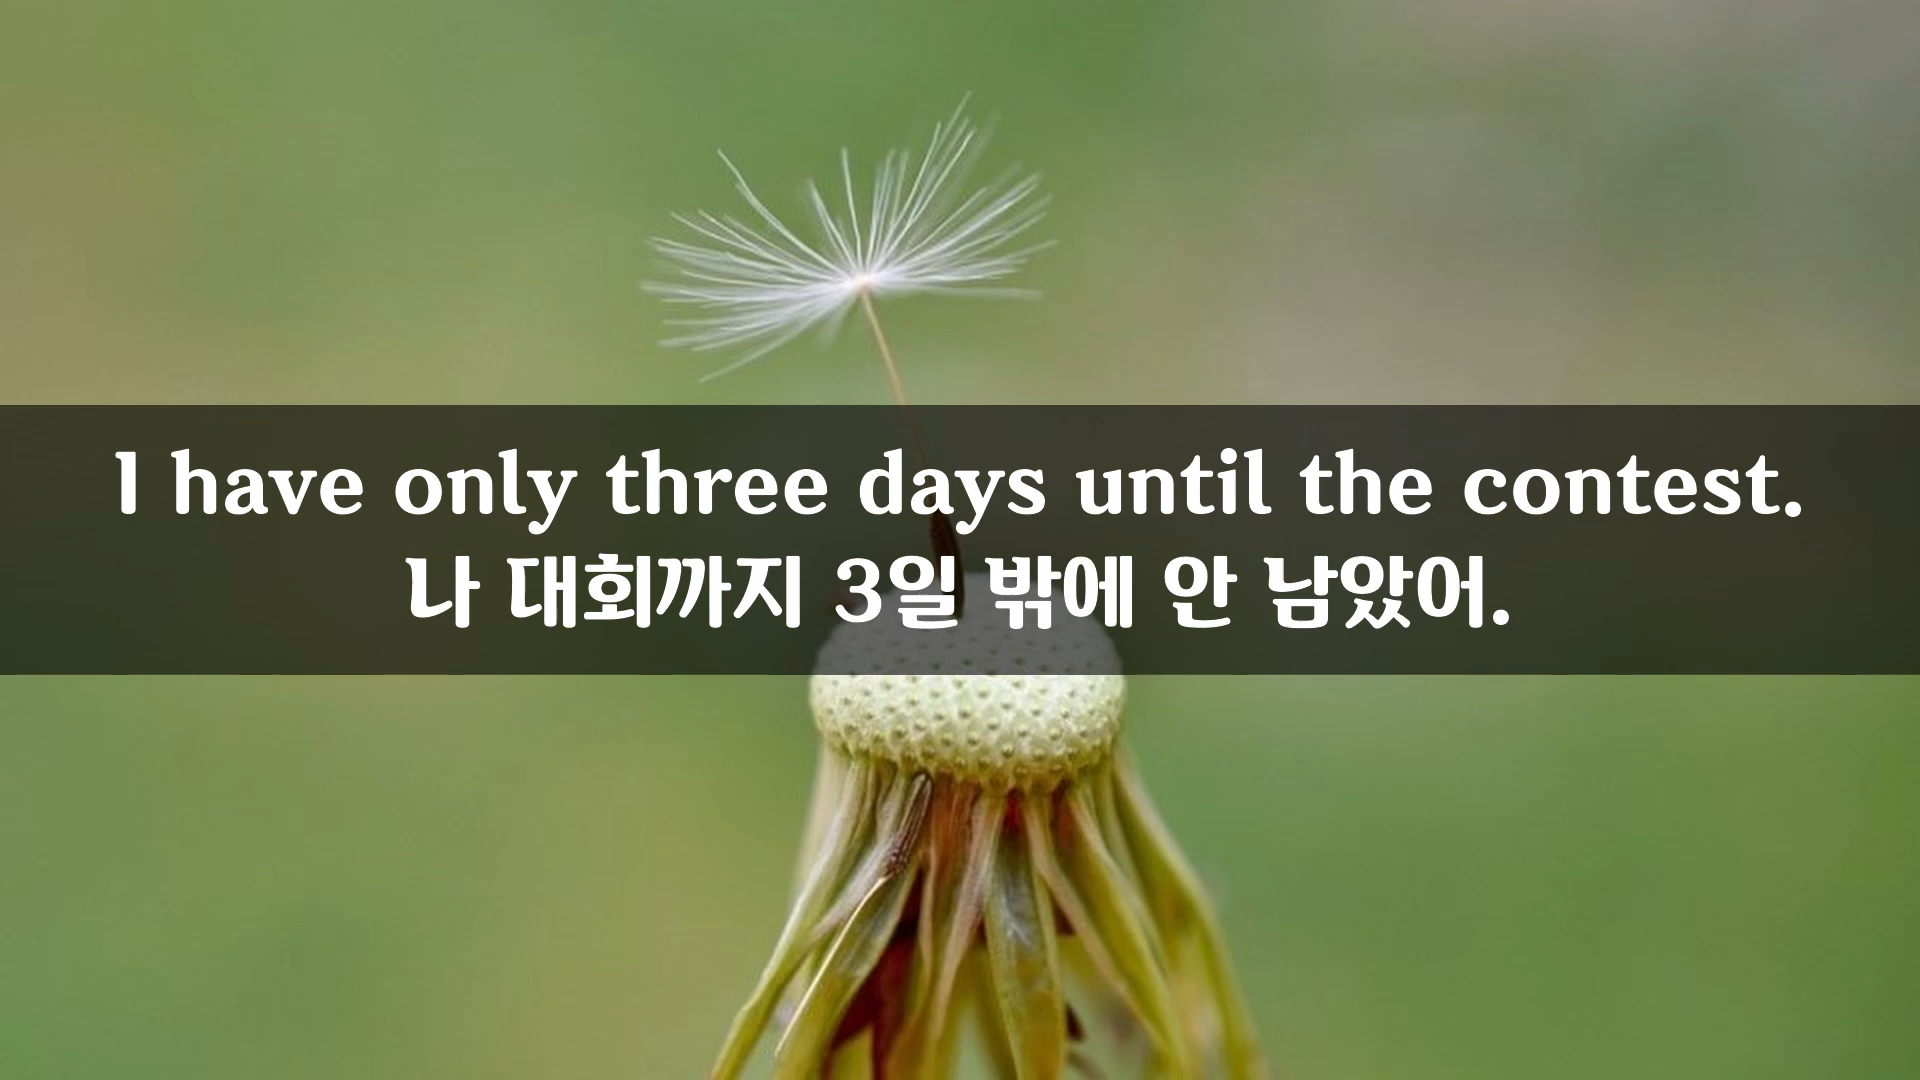 I have only three days until the contest.
나 대회까지 3일 밖에 안 남았어.